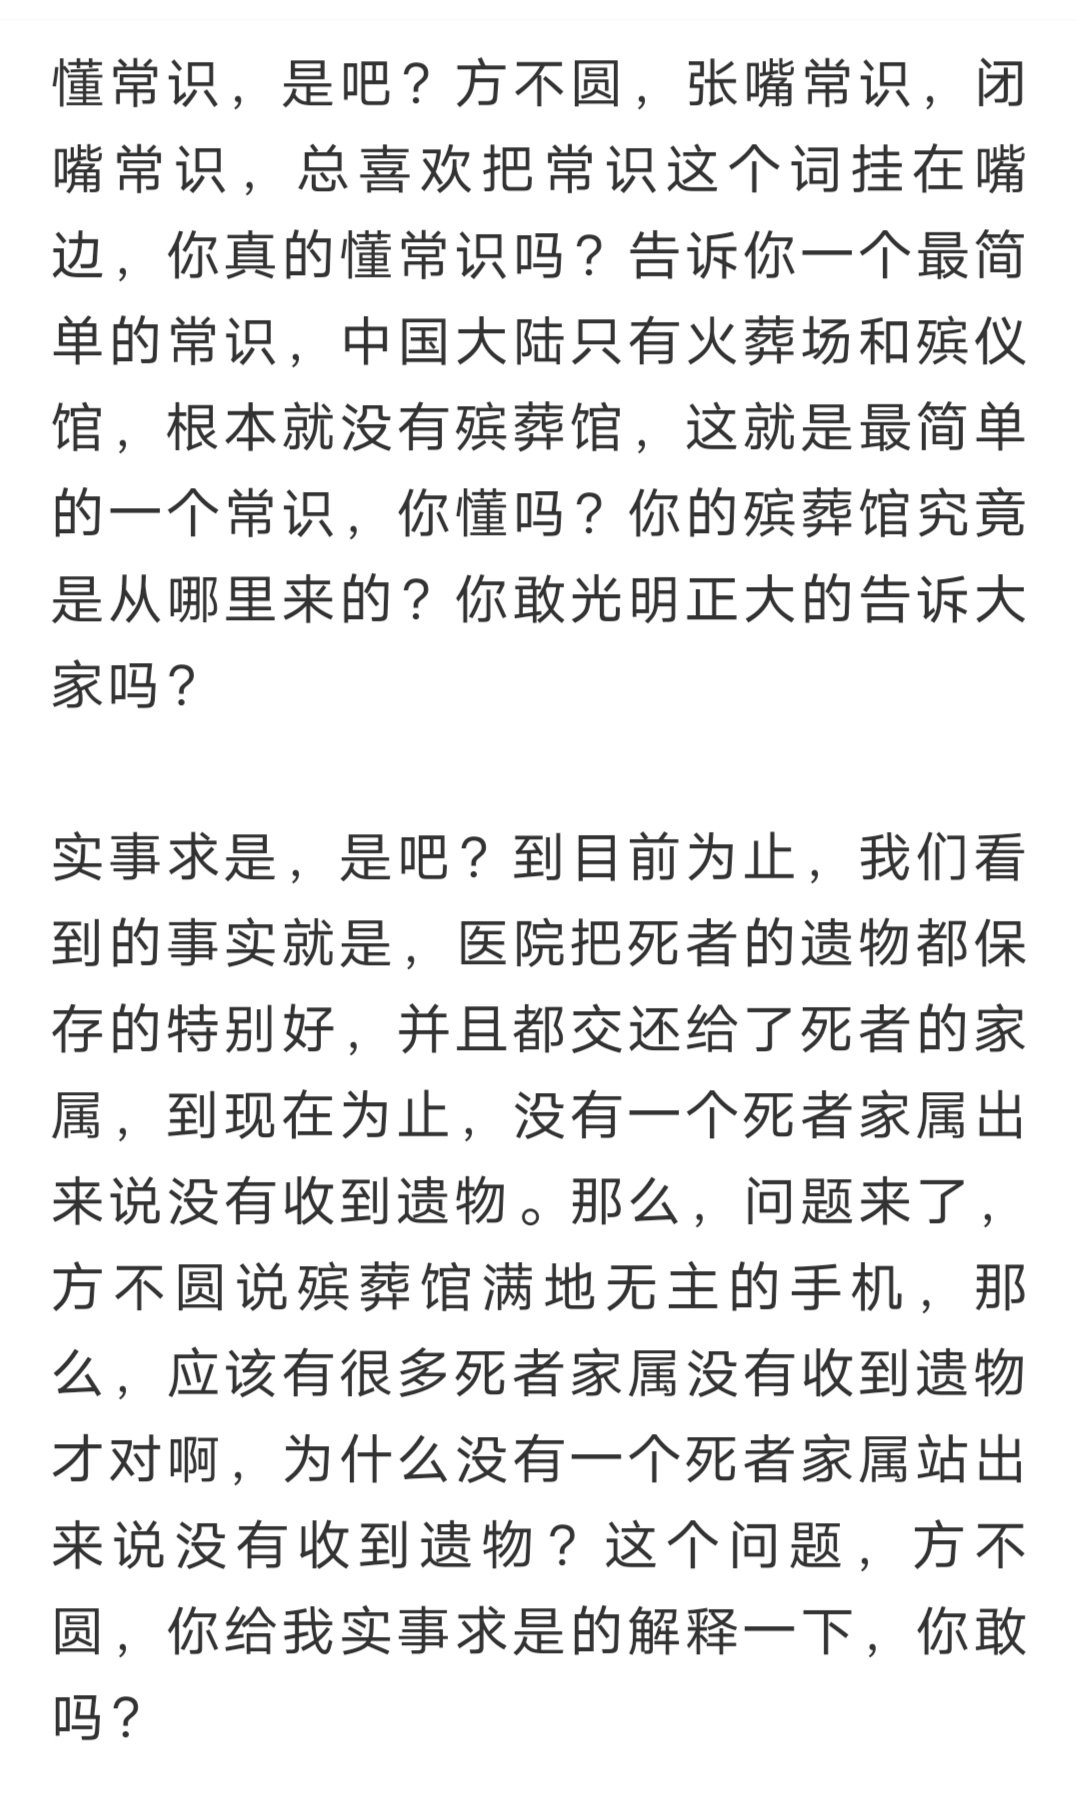 懂常识，是吧？方不圆，张嘴常识，闭
嘴常识，总喜欢把常识这个词挂在嘴
边，你真的懂常识吗？告诉你一个最简
单的常识，中国大陆只有火葬场和殡仪
馆，根本就没有殡葬馆，这就是最简单
的一个常识，你懂吗？你的殡葬馆究竟
是从哪里来的？你敢光明正大的告诉大
家吗？
实事求是，是吧？到目前为止，我们看
到的事实就是，医院把死者的遗物都保
存的特别好，并且都交还给了死者的家
属，到现在为止，没有一个死者家属出
来说没有收到遗物。那么，问题来了，
方不圆说殡葬馆满地无主的手机，那
么，应该有很多死者家属没有收到遗物
才对啊，为什么没有一个死者家属站出
来说没有收到遗物？这个问题，方不
圆，你给我实事求是的解释一下，你敢
吗？